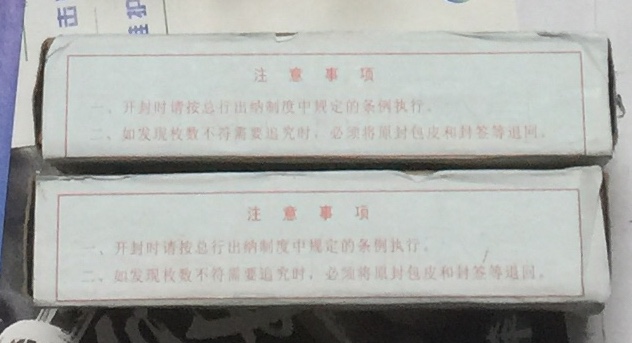 击
维护
注意事项
一、开封时请按总行出纳制度中规定的条例执行。
二、如发现枚数不符需要追究时，必须将原封包皮和封签等退回。
注意事项
一、开封时请按总行出纳制度中规定的条例执行。
二、如发现枚数不符需要追究时，必须将原封包皮和封签等退回。